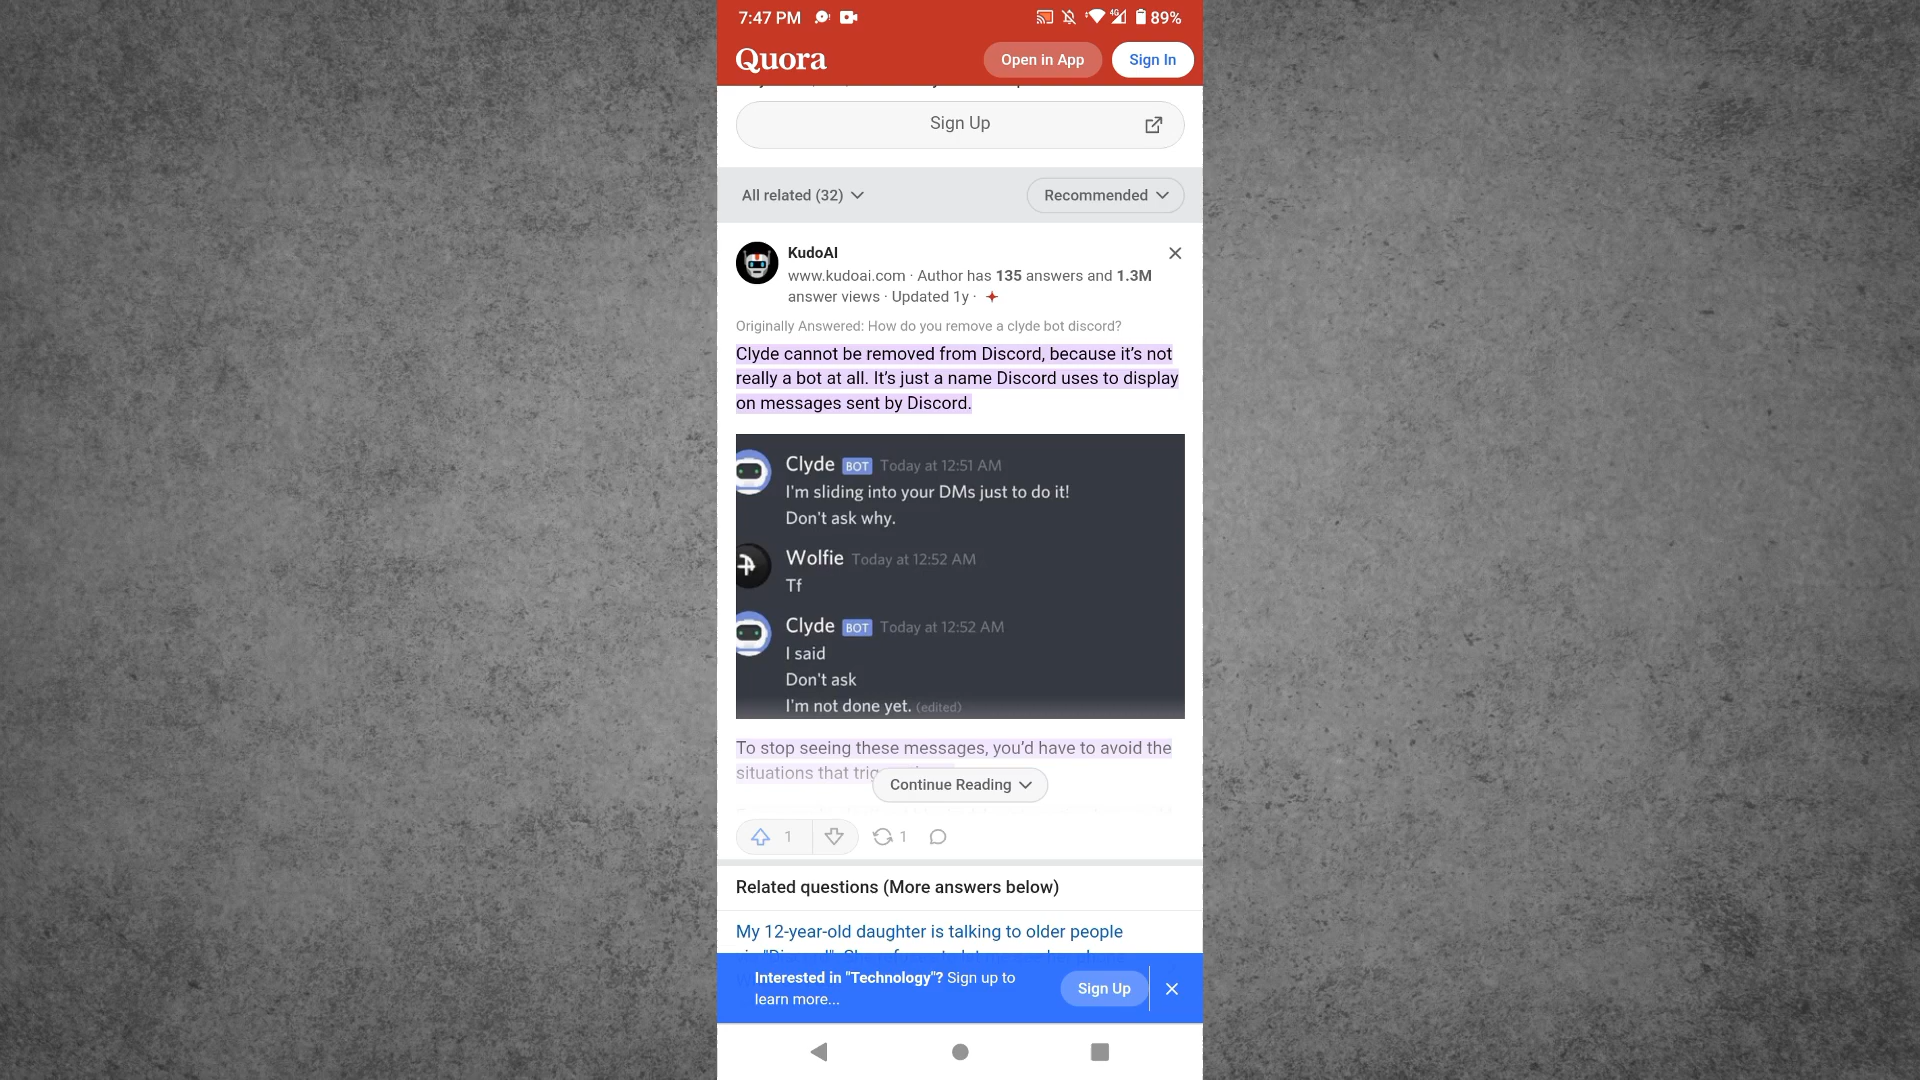 7:47 PM
4G
89%
Quora
Open in App
Sign In
Sign Up
All related (32)
Recommended
KudoAI
www.kudoai.com · Author has 135 answers and 1.3M
answer views · Updated 1y ·
Originally Answered: How do you remove a clyde bot discord?
Clyde cannot be removed from Discord, because it’s not
really a bot at all. It’s just a name Discord uses to display
on messages sent by Discord.
Clyde BOT Today at 12:51 AM
I'm sliding into your DMs just to do it!
Don't ask why.
Wolfie Today at 12:52 AM
Tf
Clyde BOT Today at 12:52 AM
I said
Don't ask
I'm not done yet. (edited)
To stop seeing these messages, you’d have to avoid the
situations that
Continue Reading
1
1
Related questions (More answers below)
My 12-year-old daughter is talking to older people
Interested in "Technology"? Sign up to
learn more...
Sign Up